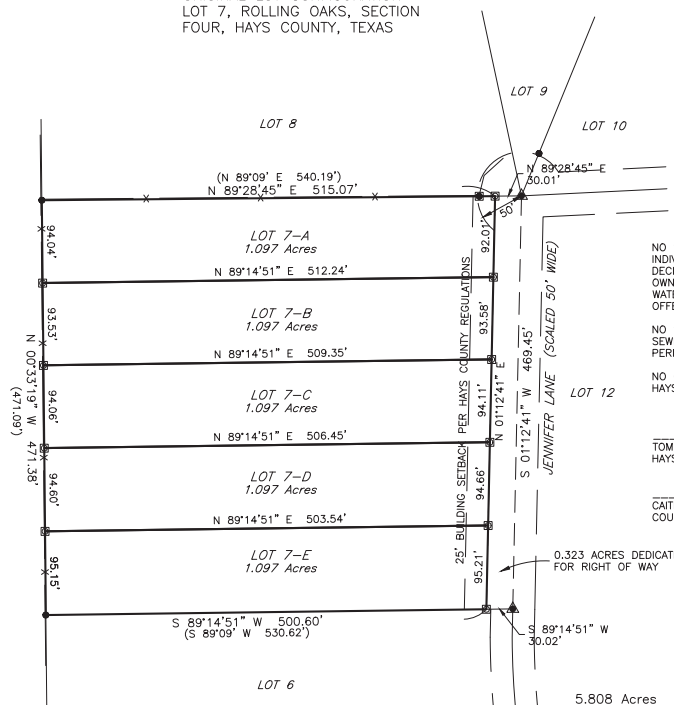 LOT 7, ROLLING OAKS, SECTION
FOUR, HAYS COUNTY, TEXAS
LOT 9
LOT 8
LOT 10
(N 89°09' E 540.19')
N 89°28'45" E 515.07'
N 89°28'45" E
30.01'
50'
94.04'
LOT 7-A
1.097 Acres
92.01'
N 89°14'51" E 512.24'
93.53'
LOT 7-B
1.097 Acres
93.58'
N 89°14'51" E 509.35'
N 00°33'19" W 471.38'
(471.09')
94.06'
LOT 7-C
1.097 Acres
94.11'
N 01°12'41" E
N 89°14'51" E 506.45'
94.60'
LOT 7-D
1.097 Acres
94.66'
N 89°14'51" E 503.54'
95.15'
LOT 7-E
1.097 Acres
95.21'
25' BUILDING SETBACK PER HAYS COUNTY REGULATIONS
S 01°12'41" W 469.45'
JENNIFER LANE (SCALED 50' WIDE)
LOT 12
S 89°14'51" W 500.60'
(S 89°09' W 530.62')
0.323 ACRES DEDICAT
FOR RIGHT OF WAY
S 89°14'51" W
30.02'
LOT 6
5.808 Acres
NO
INDIV
DECL
OWN
WATE
OFFE
NO
SEW
PERM
NO
HAYS
TOM
HAYS
CAIT
COU